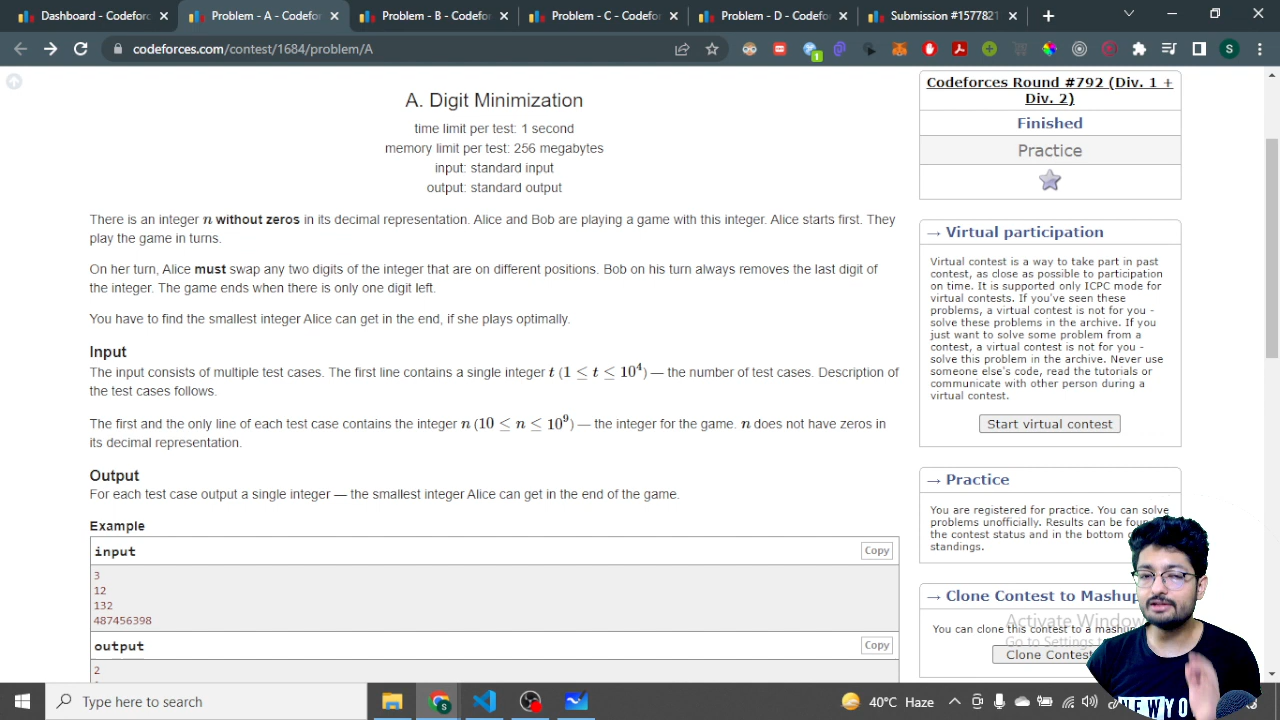 Dashboard - Codeforces
Problem - A - Codeforces
Problem - B - Codeforces
Problem - C - Codeforces
Problem - D - Codeforces
Submission #1577821
codeforces.com/contest/1684/problem/A
1
S
A. Digit Minimization
time limit per test: 1 second
memory limit per test: 256 megabytes
input: standard input
output: standard output
There is an integer n without zeros in its decimal representation. Alice and Bob are playing a game with this integer. Alice starts first. They
play the game in turns.
On her turn, Alice must swap any two digits of the integer that are on different positions. Bob on his turn always removes the last digit of
the integer. The game ends when there is only one digit left.
You have to find the smallest integer Alice can get in the end, if she plays optimally.
Input
The input consists of multiple test cases. The first line contains a single integer t (1 ≤ t ≤ 10⁴) — the number of test cases. Description of
the test cases follows.
The first and the only line of each test case contains the integer n (10 ≤ n ≤ 10⁹) — the integer for the game. n does not have zeros in
its decimal representation.
Output
For each test case output a single integer — the smallest integer Alice can get in the end of the game.
Example
input
Copy
3
12
132
487456398
output
Copy
2
Codeforces Round #792 (Div. 1 +
Div. 2)
Finished
Practice
→ Virtual participation
Virtual contest is a way to take part in past
contest, as close as possible to participation
on time. It is supported only ICPC mode for
virtual contests. If you've seen these
problems, a virtual contest is not for you -
solve these problems in the archive. If you
just want to solve some problem from a
contest, a virtual contest is not for you -
solve this problem in the archive. Never use
someone else's code, read the tutorials or
communicate with other person during a
virtual contest.
Start virtual contest
→ Practice
You are registered for practice. You can solve
problems unofficially. Results can be
the contest status and in the bottom
standings.
→ Clone Contest to Mashup
You can clone this contest to a mashup
Clone Contest
Activate Windows
Go to Settings to
NEW YO
Type here to search
40°C Haze